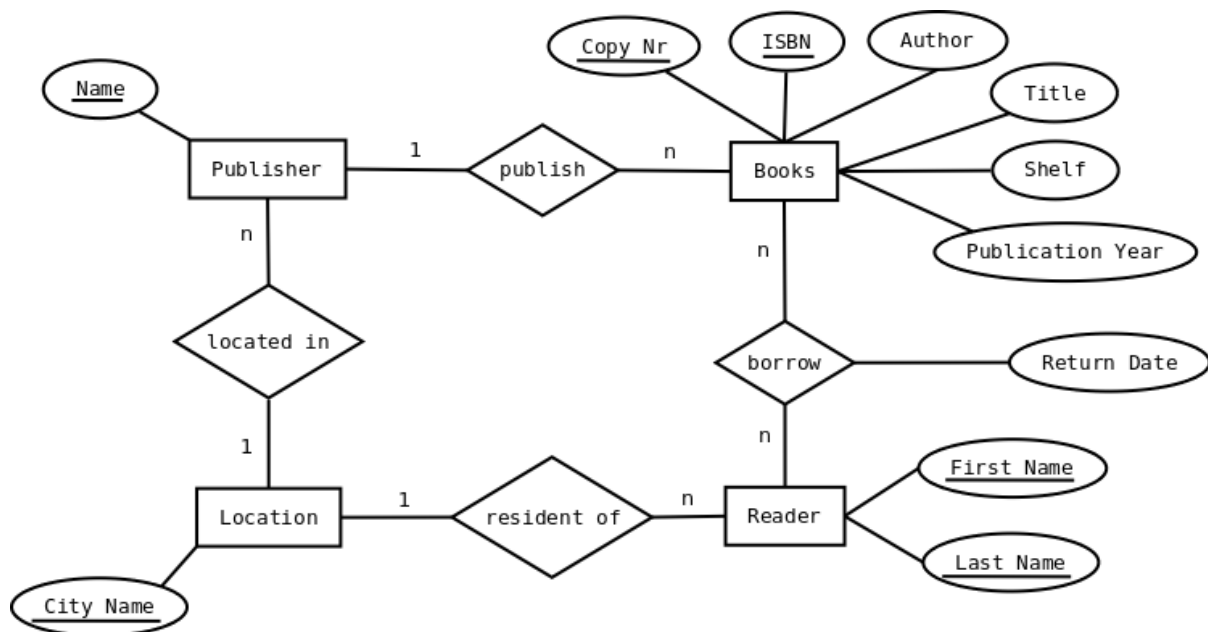 Copy Nr
ISBN
Author
Name
Title
Publisher
1
publish
n
Books
Shelf
n
n
Publication Year
located in
borrow
Return Date
1
n
First Name
Location
1
resident of
n
Reader
Last Name
City Name